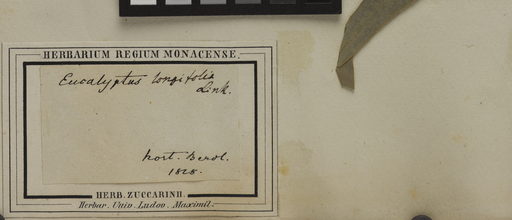 HERBARIUM REGIUM MONACENSE.
Eucalyptus longifolia
Link.
hort. Berol.
1828.
HERB. ZUCCARINII.
Herbar. Univ. Ludov. Maximil.